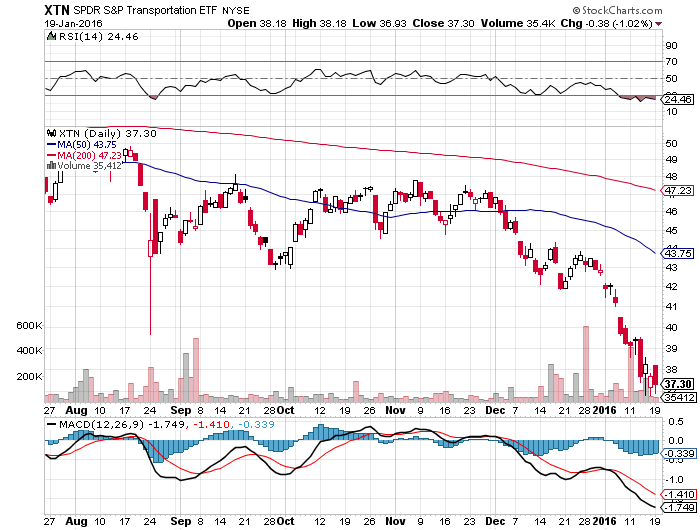 XTN SPDR S&P Transportation ETF NYSE © StockCharts.com
19-Jan-2016 Open 38.18 High 38.18 Low 36.93 Close 37.30 Volume 35.4K Chg -0.38 (-1.02%)
RSI(14) 24.46
90
70
50
30
24.46
10
XTN (Daily) 37.30
MA(50) 43.75
MA(200) 47.23
Volume 35,412
50
49
48
47.23
46
45
44
43.75
43
42
41
40
39
38
37.30
35412
600K
400K
200K
27 Aug 10 17 24 Sep 8 14 21 28 Oct 12 19 26 Nov 9 16 23 Dec 7 14 21 28 2016 11 19
MACD(12,26,9) -1.749, -1.410, -0.339
0.5
0.0
-0.339
-1.0
-1.410
-1.749
27 Aug 10 17 24 Sep 8 14 21 28 Oct 12 19 26 Nov 9 16 23 Dec 7 14 21 28 2016 11 19